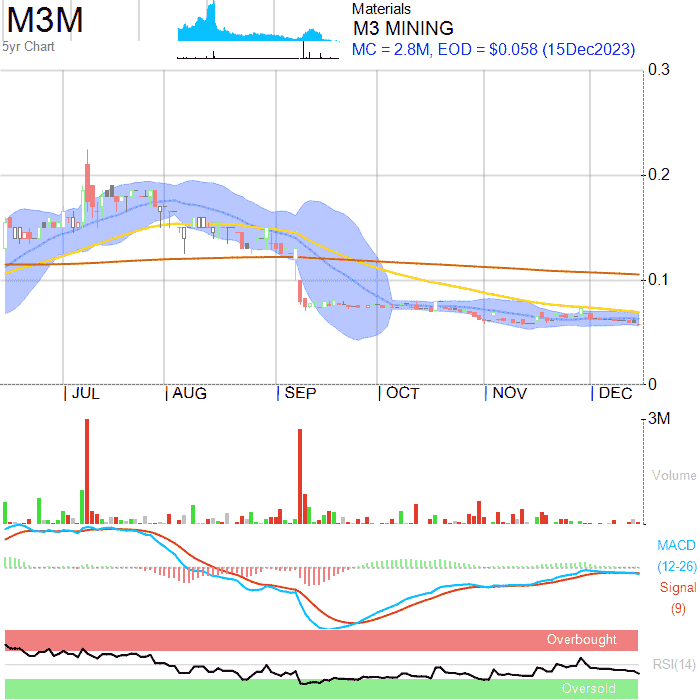 M3M
5yr Chart
Materials
M3 MINING
MC = 2.8M, EOD = $0.058 (15Dec2023)
0.3
0.2
0.1
0
JUL AUG SEP OCT NOV DEC
3M
Volume
MACD
(12-26)
Signal
(9)
Overbought
RSI(14)
Oversold